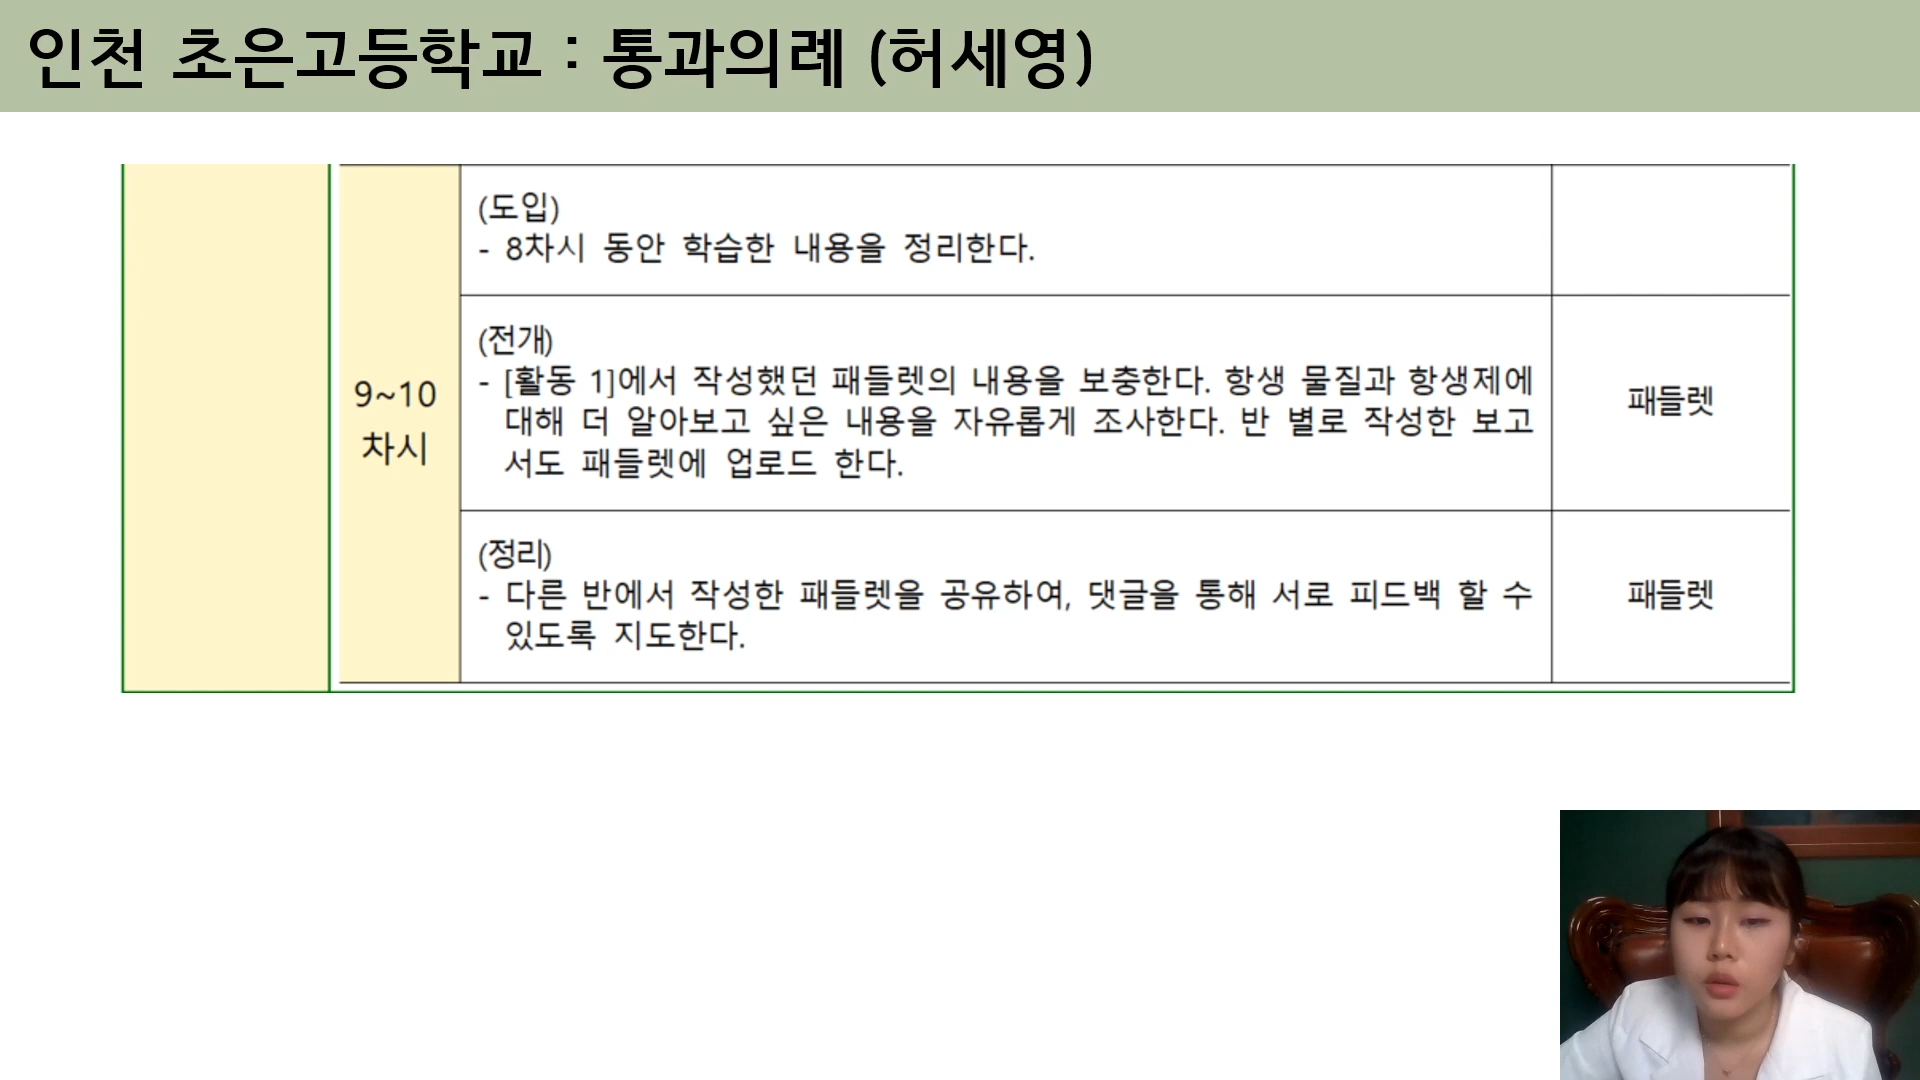 인천 초은고등학교 : 통과의례 (허세영)
9~10
차시
(도입)
- 8차시 동안 학습한 내용을 정리한다.
(전개)
- [활동 1]에서 작성했던 패들렛의 내용을 보충한다. 항생 물질과 항생제에
대해 더 알아보고 싶은 내용을 자유롭게 조사한다. 반 별로 작성한 보고
서도 패들렛에 업로드 한다.
패들렛
(정리)
- 다른 반에서 작성한 패들렛을 공유하여, 댓글을 통해 서로 피드백 할 수
있도록 지도한다.
패들렛